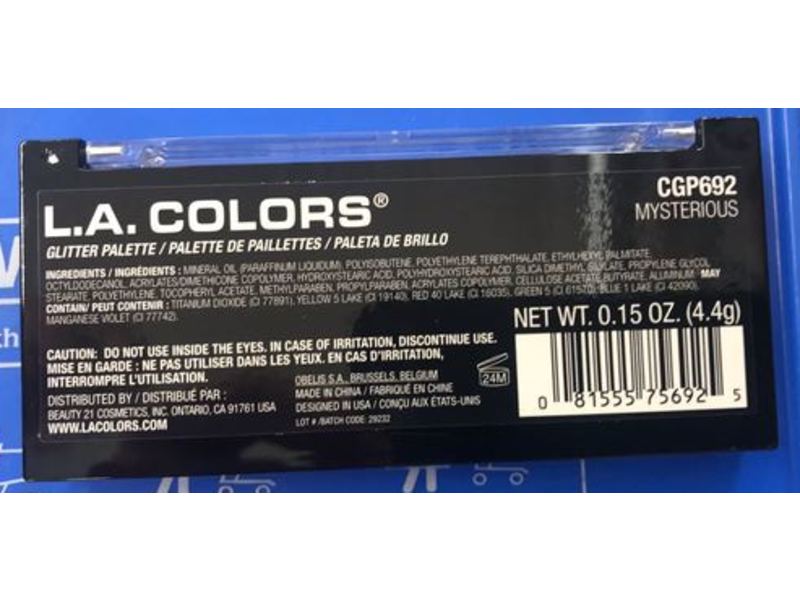 L.A. COLORS®
GLITTER PALETTE / PALETTE DE PAILLETTES / PALETA DE BRILLO
CGP692
MYSTERIOUS
INGREDIENTS / INGRÉDIENTS : MINERAL OIL (PARAFFINUM LIQUIDUM), POLYISOBUTENE, POLYETHYLENE TEREPHTHALATE, ETHYLHEXYL PALMITATE,
OCTYLDODECANOL, ACRYLATES/DIMETHICONE COPOLYMER, HYDROXYSTEARIC ACID, POLYHYDROXYSTEARIC ACID, SILICA DIMETHYL SILYLATE, PROPYLENE GLYCOL
STEARATE, POLYETHYLENE, TOCOPHERYL ACETATE, METHYLPARABEN, PROPYLPARABEN, ACRYLATES COPOLYMER, CELLULOSE ACETATE BUTYRATE, ALUMINUM. MAY
CONTAIN/ PEUT CONTENIR : TITANIUM DIOXIDE (CI 77891), YELLOW 5 LAKE (CI 19140), RED 40 LAKE (CI 16035), GREEN 5 (CI 61570), BLUE 1 LAKE (CI 42090),
MANGANESE VIOLET (CI 77742).
NET WT. 0.15 OZ. (4.4g)
CAUTION: DO NOT USE INSIDE THE EYES. IN CASE OF IRRITATION, DISCONTINUE USE.
MISE EN GARDE : NE PAS UTILISER DANS LES YEUX. EN CAS D'IRRITATION,
INTERROMPRE L'UTILISATION.
DISTRIBUTED BY / DISTRIBUÉ PAR :
BEAUTY 21 COSMETICS, INC. ONTARIO, CA 91761 USA
WWW.LACOLORS.COM
OBELIS S.A., BRUSSELS, BELGIUM
MADE IN CHINA / FABRIQUÉ EN CHINE
DESIGNED IN USA / CONÇU AUX ÉTATS-UNIS
LOT # /BATCH CODE: 29232
24M
0 81555 75692 5